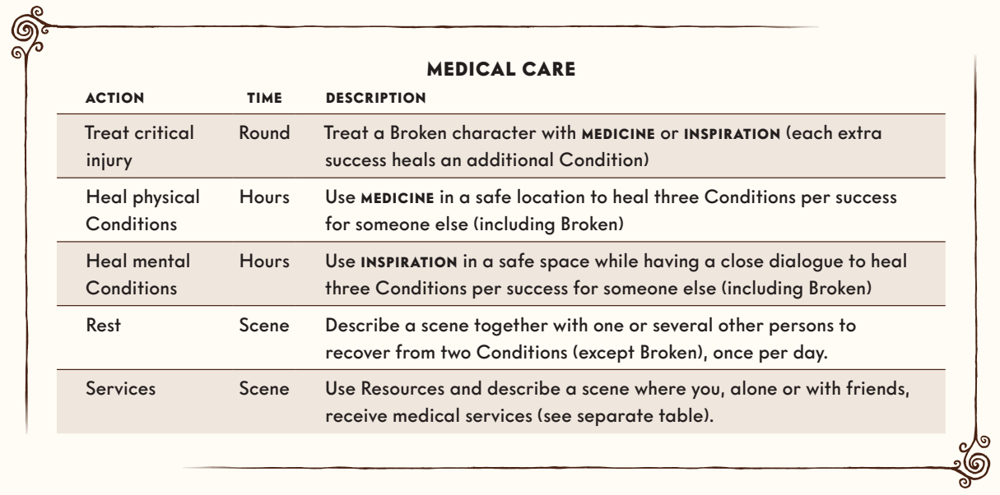 MEDICAL CARE
ACTION TIME DESCRIPTION
Treat critical Round Treat a Broken character with MEDICINE or INSPIRATION (each extra
injury success heals an additional Condition)
Heal physical Hours Use MEDICINE in a safe location to heal three Conditions per success
Conditions for someone else (including Broken)
Heal mental Hours Use INSPIRATION in a safe space while having a close dialogue to heal
Conditions three Conditions per success for someone else (including Broken)
Rest Scene Describe a scene together with one or several other persons to
recover from two Conditions (except Broken), once per day.
Services Scene Use Resources and describe a scene where you, alone or with friends,
receive medical services (see separate table).